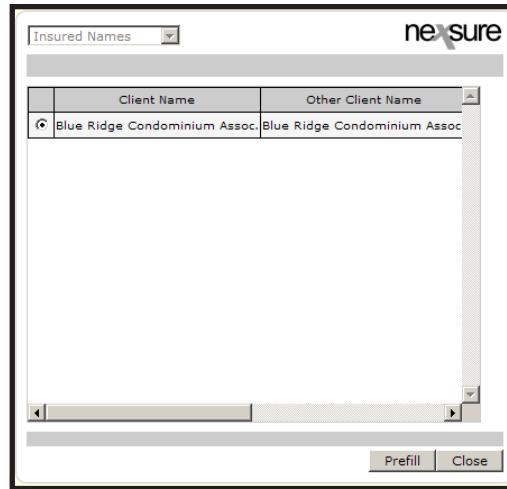 Insured Names
nexsure
Client Name Other Client Name
Blue Ridge Condominium Assoc. Blue Ridge Condominium Assoc
Prefill Close